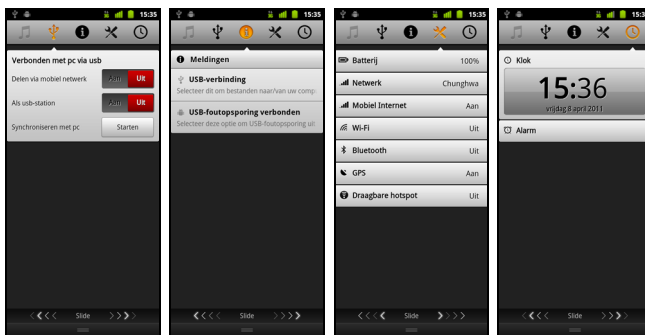 15:35
Verbonden met pc via usb
Delen via mobiel netwerk Aan Uit
Als usb-station Aan Uit
Synchroniseren met pc Starten
Slide
15:35
Meldingen
USB-verbinding
Selecteer dit om bestanden naar/van uw comp
USB-foutopsporing verbonden
Selecteer deze optie om USB-foutopsporing uit
Slide
15:35
Batterij 100%
Netwerk Chunghwa
Mobiel Internet Aan
Wi-Fi Uit
Bluetooth Uit
GPS Aan
Draagbare hotspot Uit
Slide
15:3
Klok
15:36
vrijdag 8 april 2011
Alarm
Slide